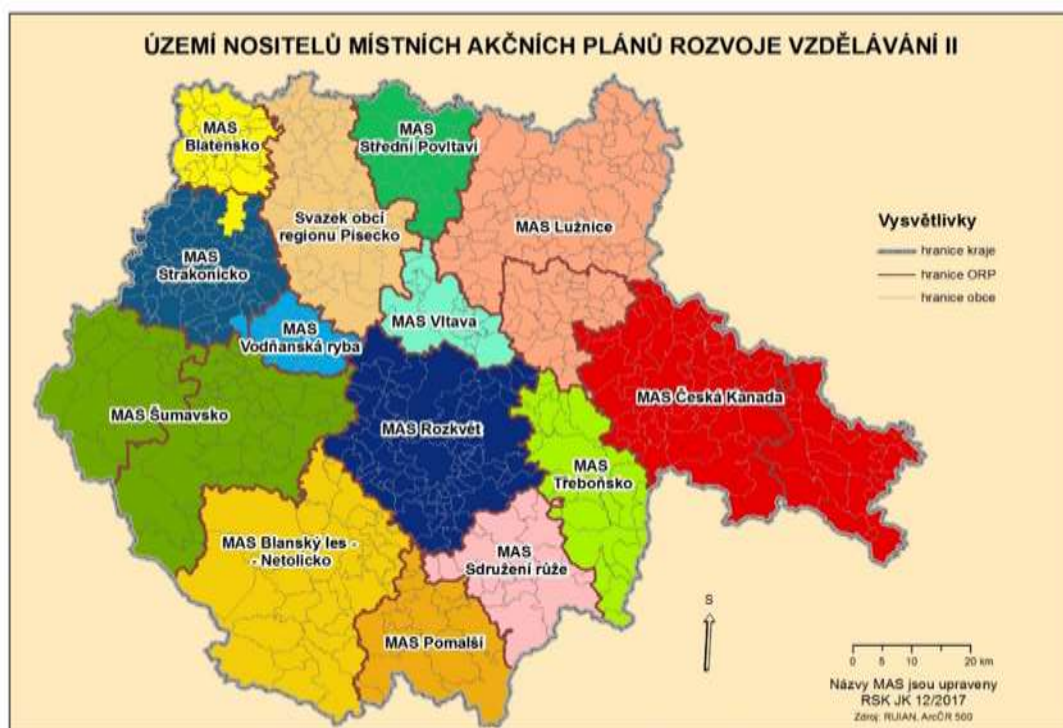 ÚZEMÍ NOSITELŮ MÍSTNÍCH AKČNÍCH PLÁNŮ ROZVOJE VZDĚLÁVÁNÍ II
MAS
Blatensko
MAS
Střední Povltaví
Svazek obcí
regionu Písecko
MAS Lužnice
MAS
Strakonicko
MAS
Vodňanská ryba
MAS Vltava
MAS Šumavsko
MAS Rozkvět
MAS Česká Kanada
MAS
Třeboňsko
MAS Blanský les -
- Netolicko
MAS
Sdružení růže
MAS Pomalší
Vysvětlivky
hranice kraje
hranice ORP
hranice obce
S
0 5 10 20 km
Názvy MAS jsou upraveny
RSK JK 12/2017
Zdroj: RUIAN, ArcČR 500